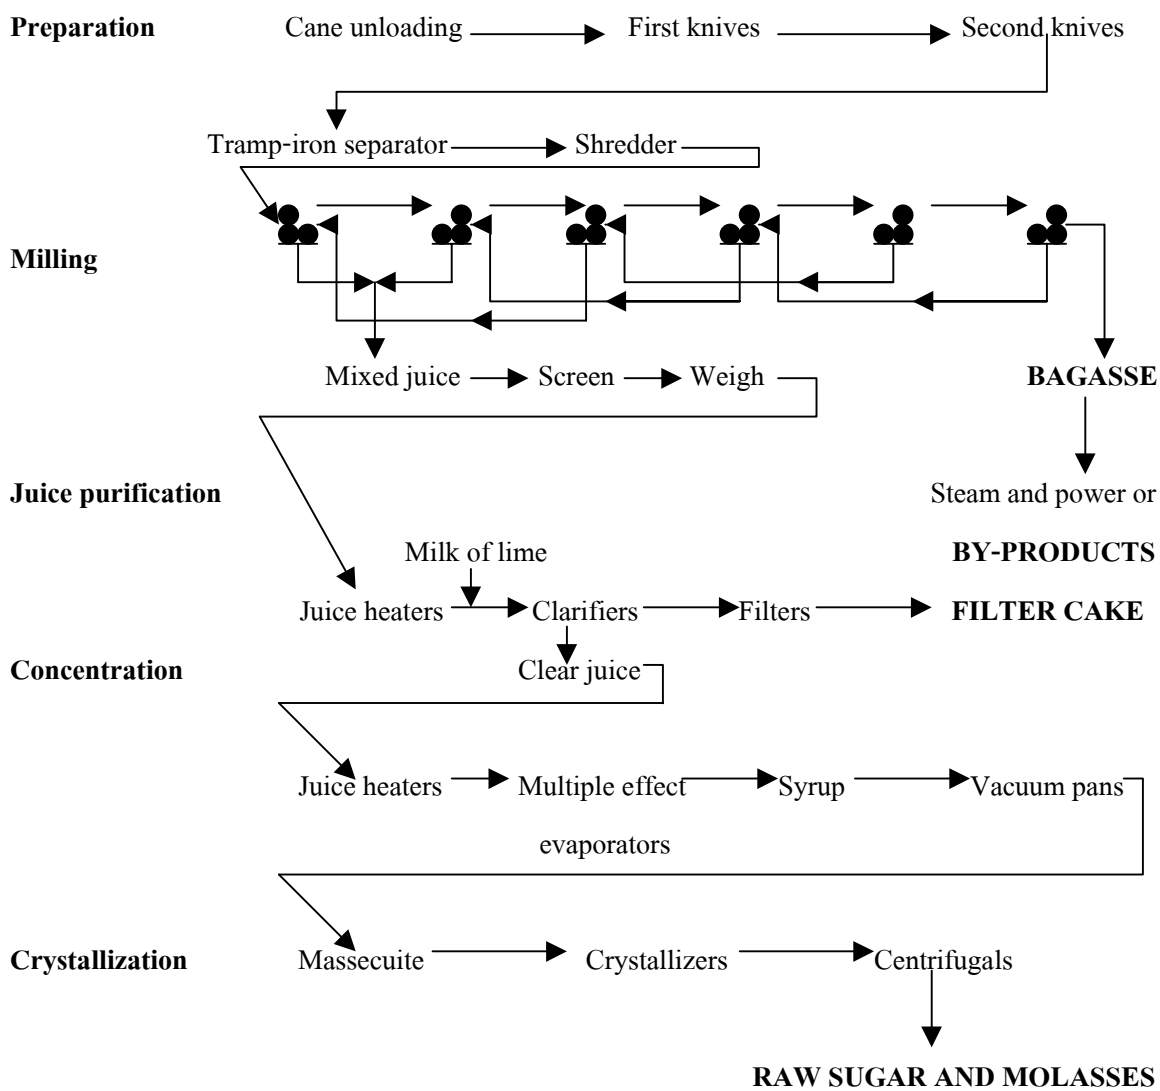 Preparation Cane unloading First knives Second knives
Tramp-iron separator Shredder
Milling
Mixed juice Screen Weigh BAGASSE
Juice purification Steam and power or
Milk of lime BY-PRODUCTS
Juice heaters Clarifiers Filters FILTER CAKE
Concentration Clear juice
Juice heaters Multiple effect Syrup Vacuum pans
evaporators
Crystallization Massecuite Crystallizers Centrifugals
RAW SUGAR AND MOLASSES